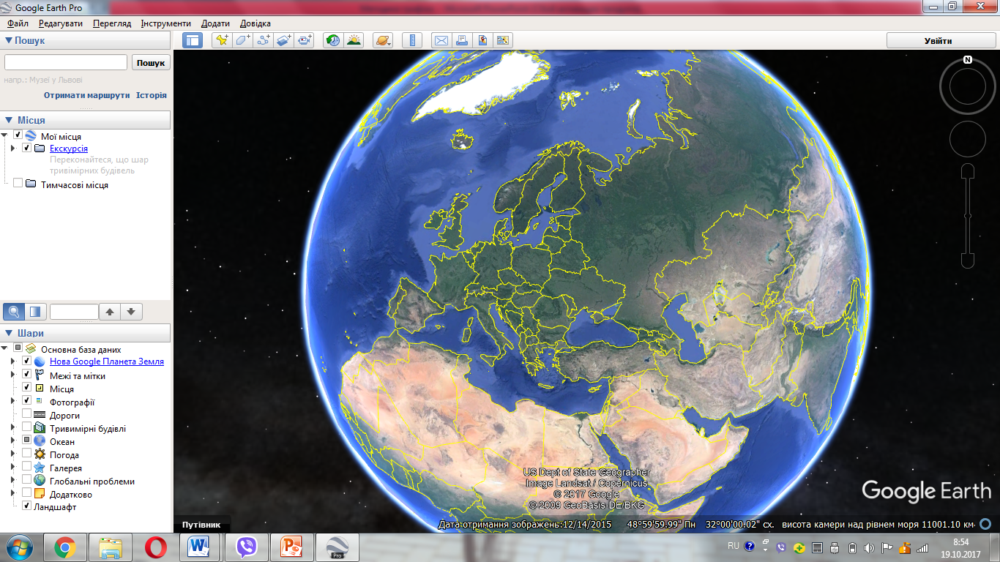 Google Earth Pro
Файл Редагувати Перегляд Інструменти Додати Довідка
Пошук
Увійти
Пошук
напр.: Музеї у Львові
Отримати маршрути Історія
Місця
Мої місця
Екскурсія
Переконайтеся, що шар
тривімірних будівель
Тимчасові місця
Шари
Основна база даних
Нова Google Планета Земля
Межі та мітки
Місця
Фотографії
Дороги
Тривимірні будівлі
Океан
Погода
Галерея
Глобальні проблеми
Додатково
Ландшафт
N
US Dept of State Geographer
Image Landsat / Copernicus
© 2017 Google
© 2009 GeoBasis-DE/BKG
Google Earth
Путівник
Дата отримання зображень:12/14/2015 48°59'59.99" Пн 32°00'00.02" сх. висота камери над рівнем моря 11001.10 км
Pro
RU
8:54
19.10.2017